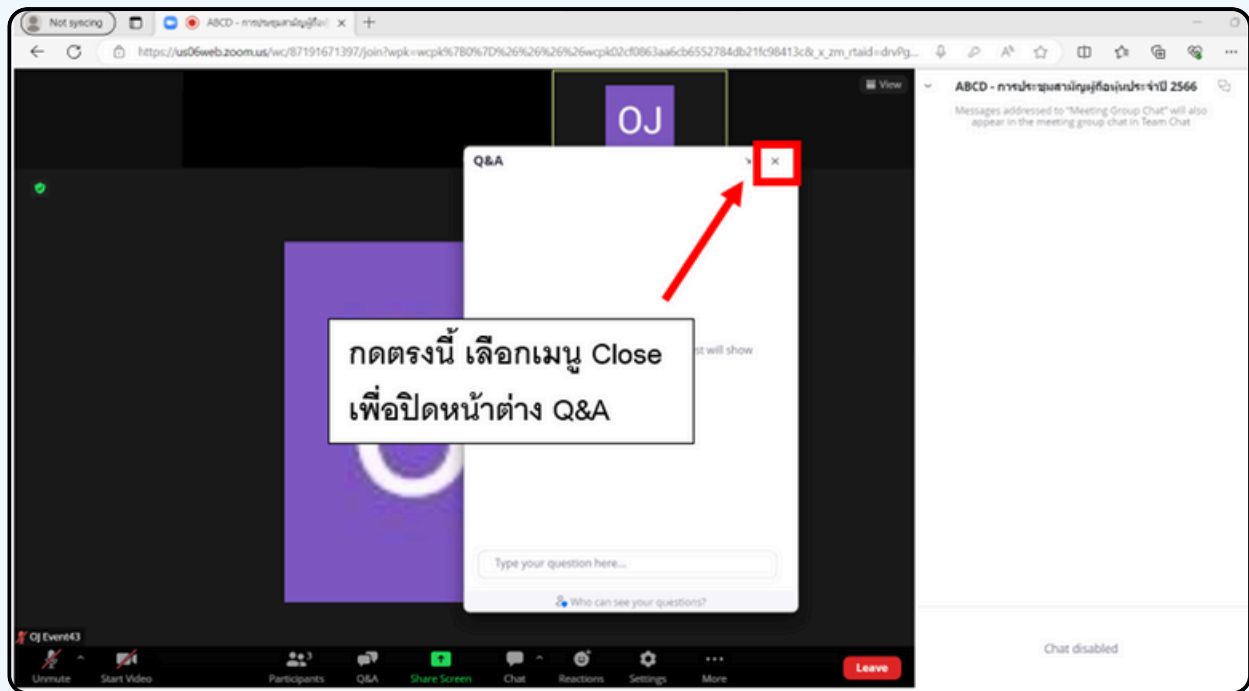 Not syncing
ABCD - การประชุมสามัญผู้ถือ
https://us06web.zoom.us/wc/87191671397/join?wpk=wcpk%7B0%7D%26%26%26%26wcpk02cf0863aa6cb6552784db21fc98413c&_x_zm_rtaid=drvPg...
View
ABCD - การประชุมสามัญผู้ถือหุ้นประจำปี 2566
Messages addressed to "Meeting Group Chat" will also
appear in the meeting group chat in Team Chat
OJ
Q&A
กดตรงนี้ เลือกเมนู Close
เพื่อปิดหน้าต่าง Q&A
st will show
Type your question here...
Who can see your questions?
OJ Event43
Chat disabled
3
Unmute
Start Video
Participants
Q&A
Share Screen
Chat
Reactions
Settings
More
Leave